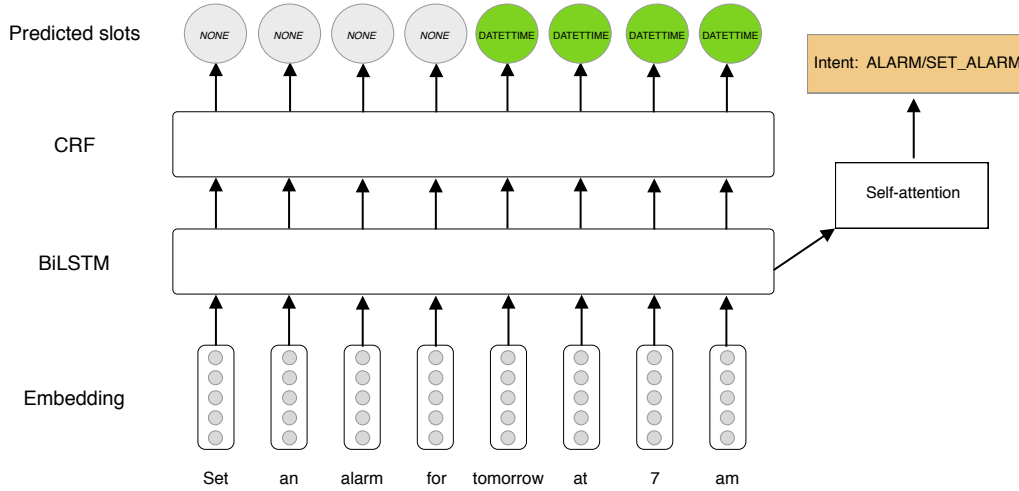 Predicted slots
NONE NONE NONE NONE DATETTIME DATETTIME DATETTIME DATETTIME
Intent: ALARM/SET_ALARM
CRF
Self-attention
BiLSTM
Embedding
Set an alarm for tomorrow at 7 am